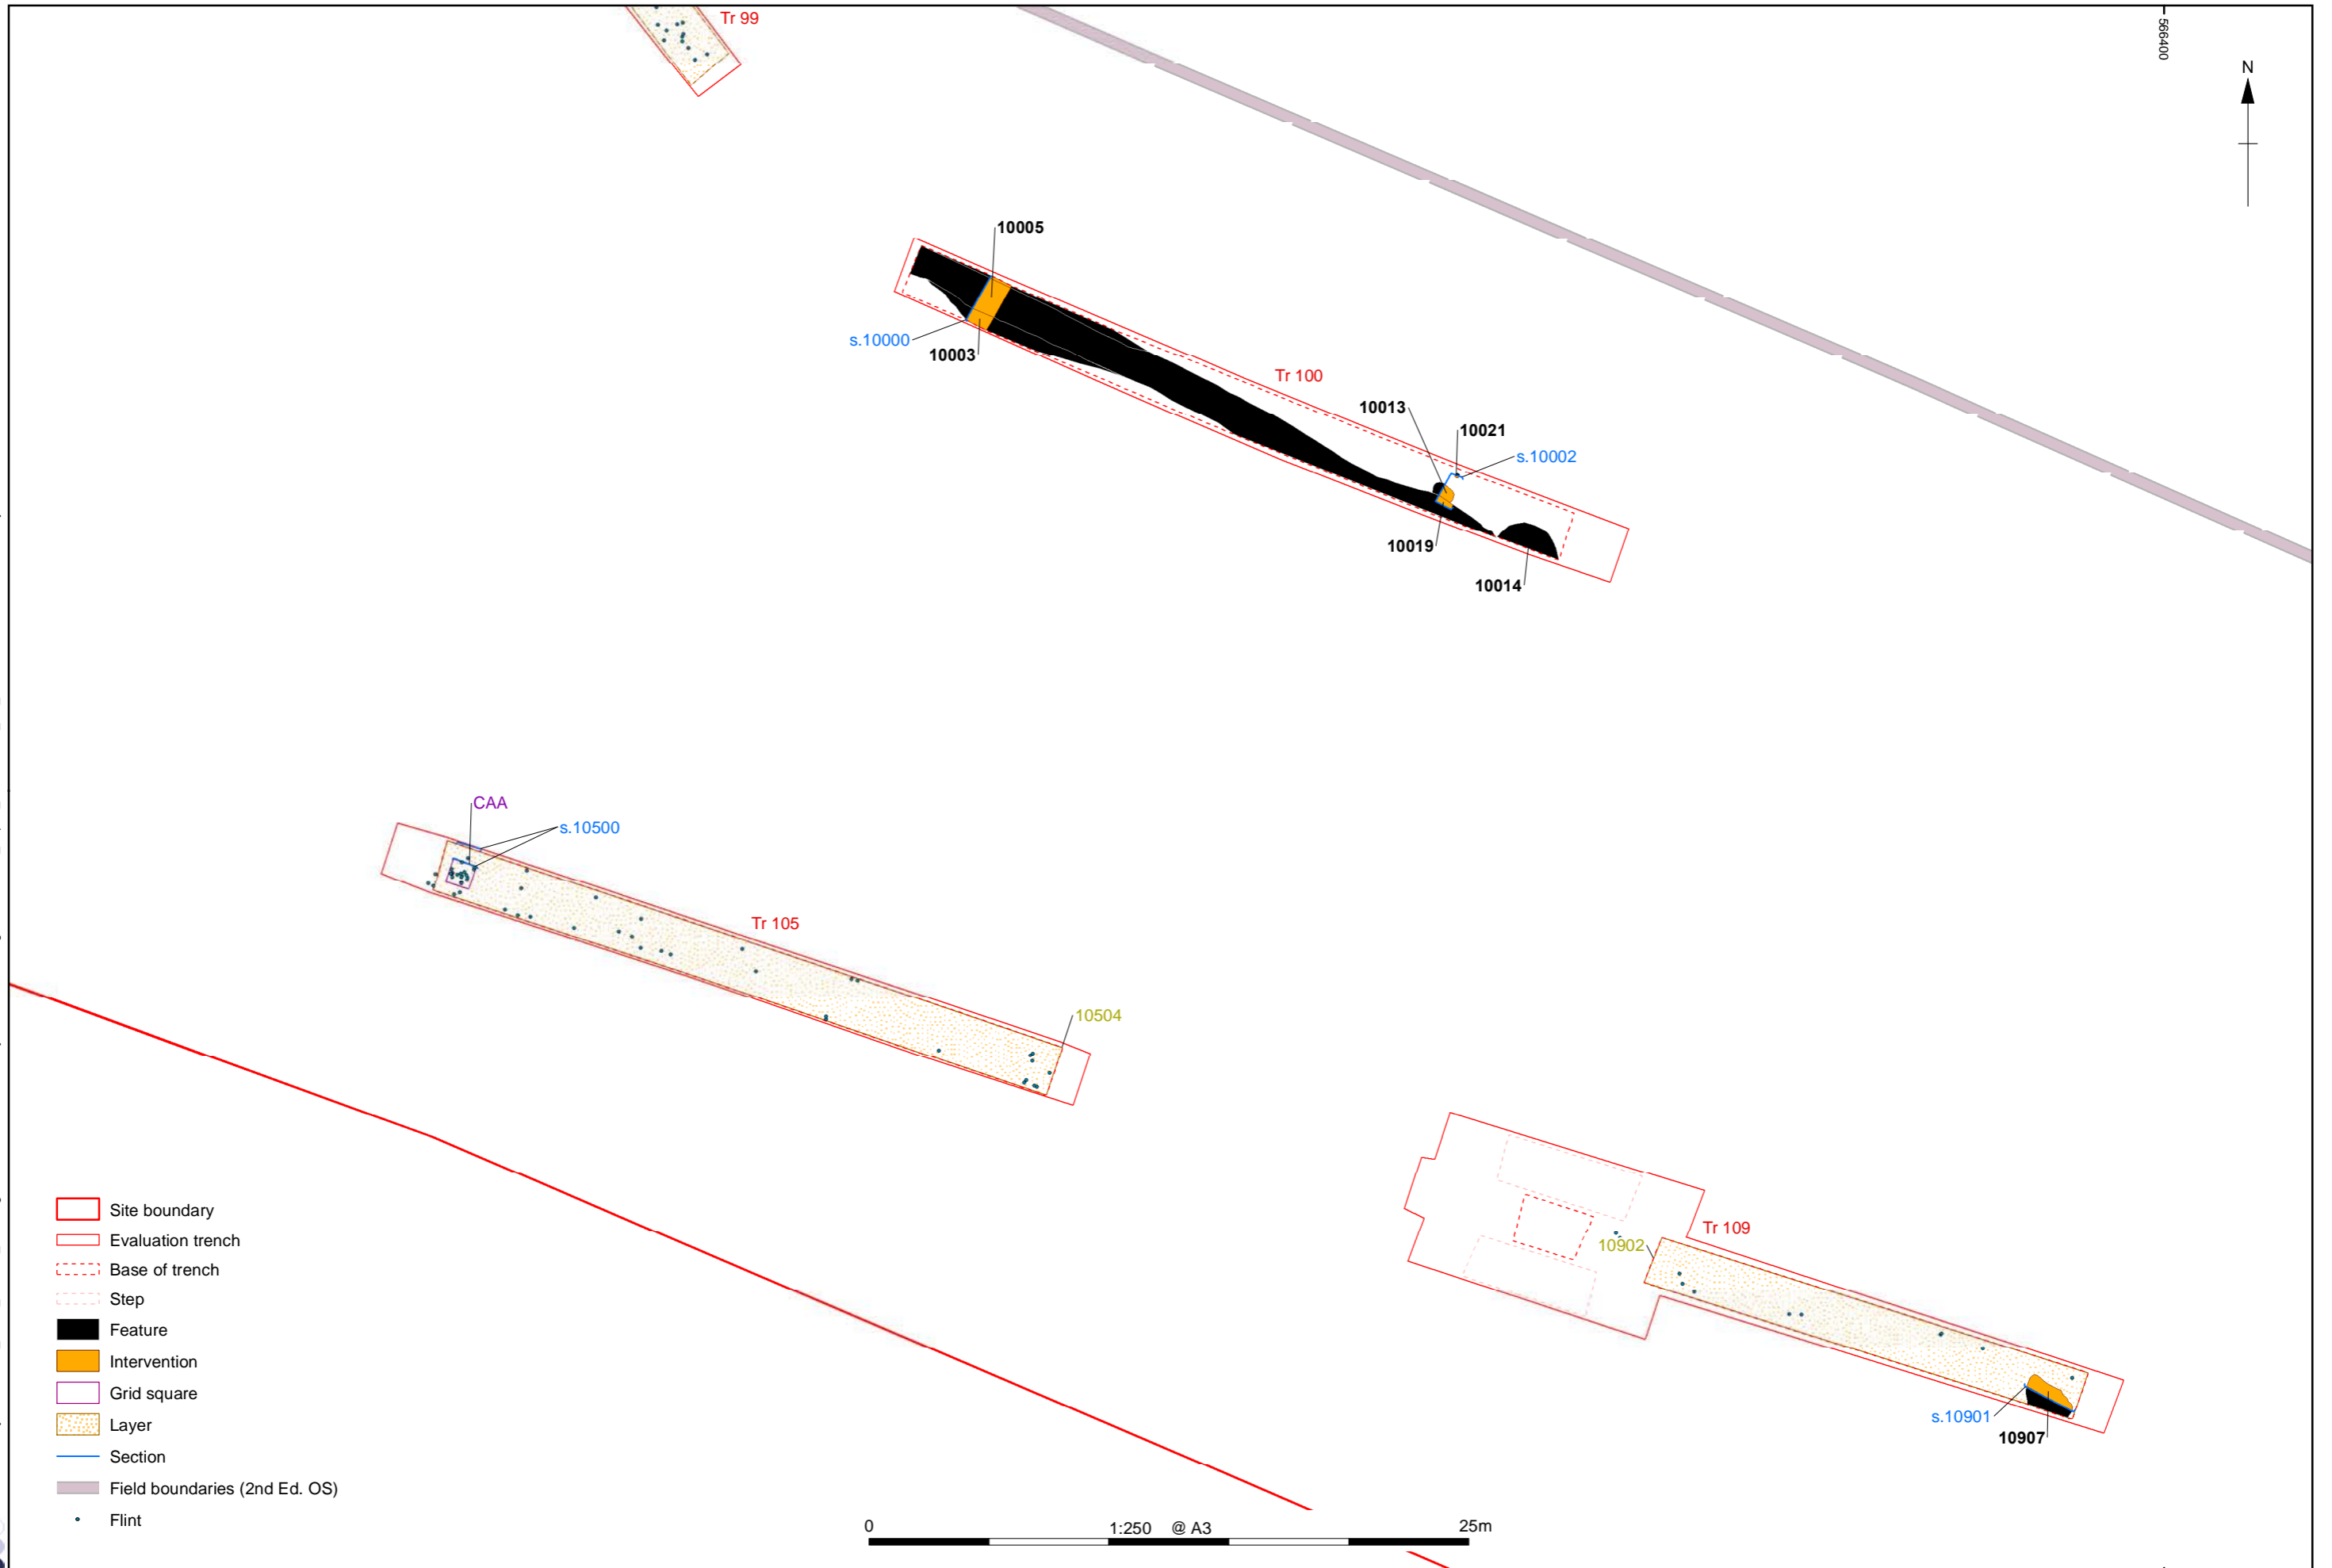 Tr 99
566400
N
10005
s.10000
10003
Tr 100
10013
10021
s.10002
10019
10014
CAA
s.10500
Tr 105
10504
Tr 109
10902
s.10901
10907
Site boundary
Evaluation trench
Base of trench
Step
Feature
Intervention
Grid square
Layer
Section
Field boundaries (2nd Ed. OS)
Flint
0 1:250 @ A3 25m